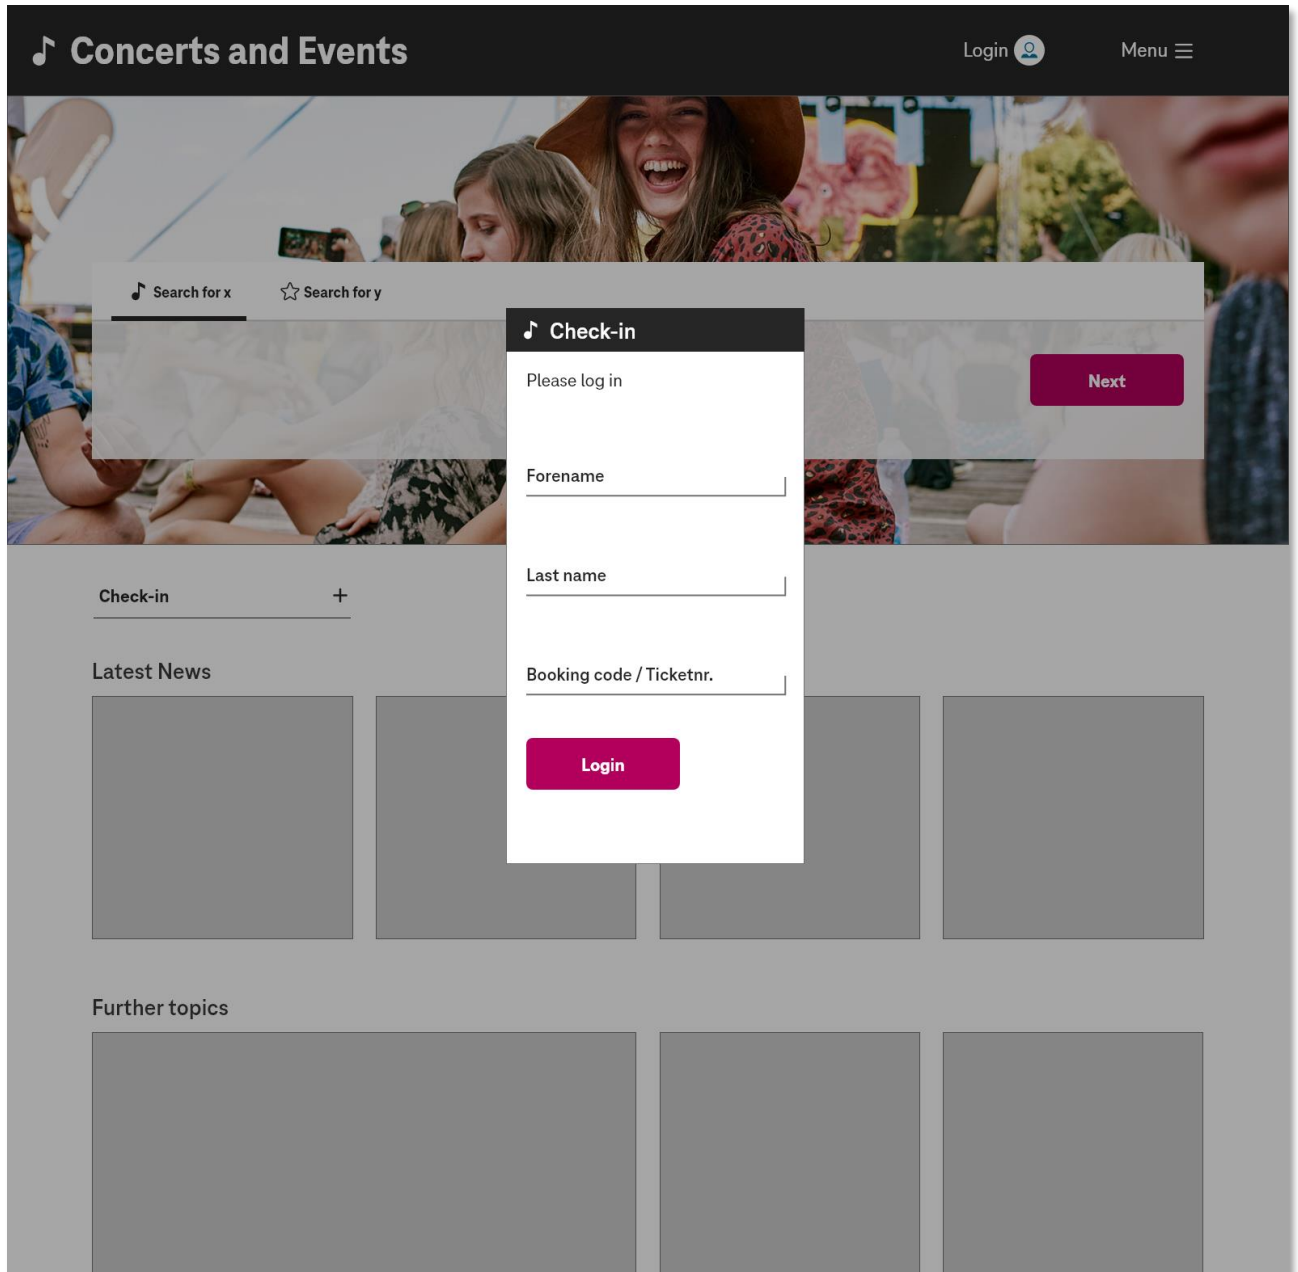 Concerts and Events
Login
Menu
Search for x
Search for y
Check-in
Please log in
Next
Forename
Last name
Check-in
Latest News
Booking code / Ticketnr.
Login
Further topics